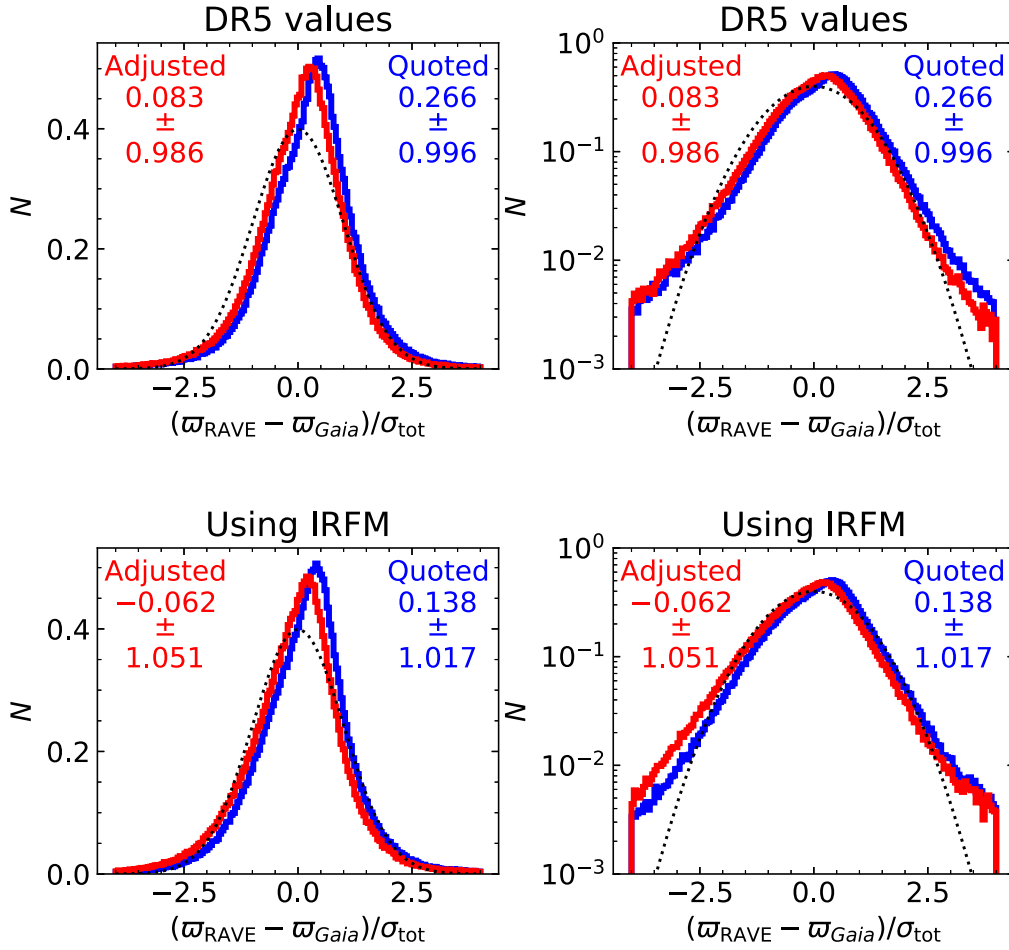 DR5 values
Adjusted
0.083
±
0.986
Quoted
0.266
±
0.996
N
0.4
0.2
0.0
−2.5 0.0 2.5
(ϖRAVE − ϖGaia)/σtot
DR5 values
Adjusted
0.083
±
0.986
Quoted
0.266
±
0.996
N
10⁰
10⁻¹
10⁻²
10⁻³
−2.5 0.0 2.5
(ϖRAVE − ϖGaia)/σtot
Using IRFM
Adjusted
−0.062
±
1.051
Quoted
0.138
±
1.017
N
0.4
0.2
0.0
−2.5 0.0 2.5
(ϖRAVE − ϖGaia)/σtot
Using IRFM
Adjusted
−0.062
±
1.051
Quoted
0.138
±
1.017
N
10⁰
10⁻¹
10⁻²
10⁻³
−2.5 0.0 2.5
(ϖRAVE − ϖGaia)/σtot